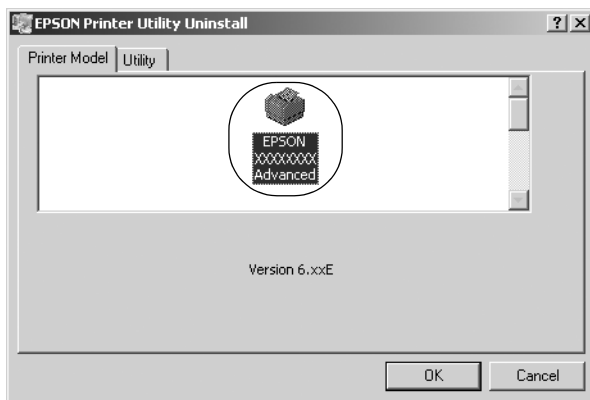 EPSON Printer Utility Uninstall
Printer Model
Utility
EPSON
XXXXXXXX
Advanced
Version 6.xxE
OK
Cancel